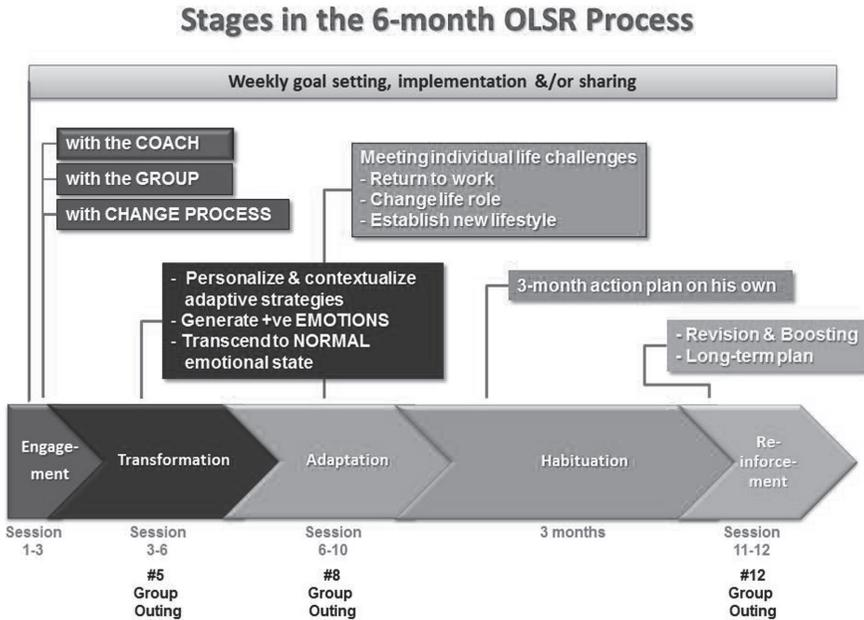 Stages in the 6-month OLSR Process
Weekly goal setting, implementation &/or sharing
with the COACH
with the GROUP
with CHANGE PROCESS
Meeting individual life challenges
- Return to work
- Change life role
- Establish new lifestyle
- Personalize & contextualize
adaptive strategies
- Generate +ve EMOTIONS
- Transcend to NORMAL
emotional state
3-month action plan on his own
- Revision & Boosting
- Long-term plan
Engage-
ment
Transformation
Adaptation
Habituation
Re-
inforce-
ment
Session
1-3
Session
3-6
Session
6-10
3 months
Session
11-12
#5
Group
Outing
#8
Group
Outing
#12
Group
Outing